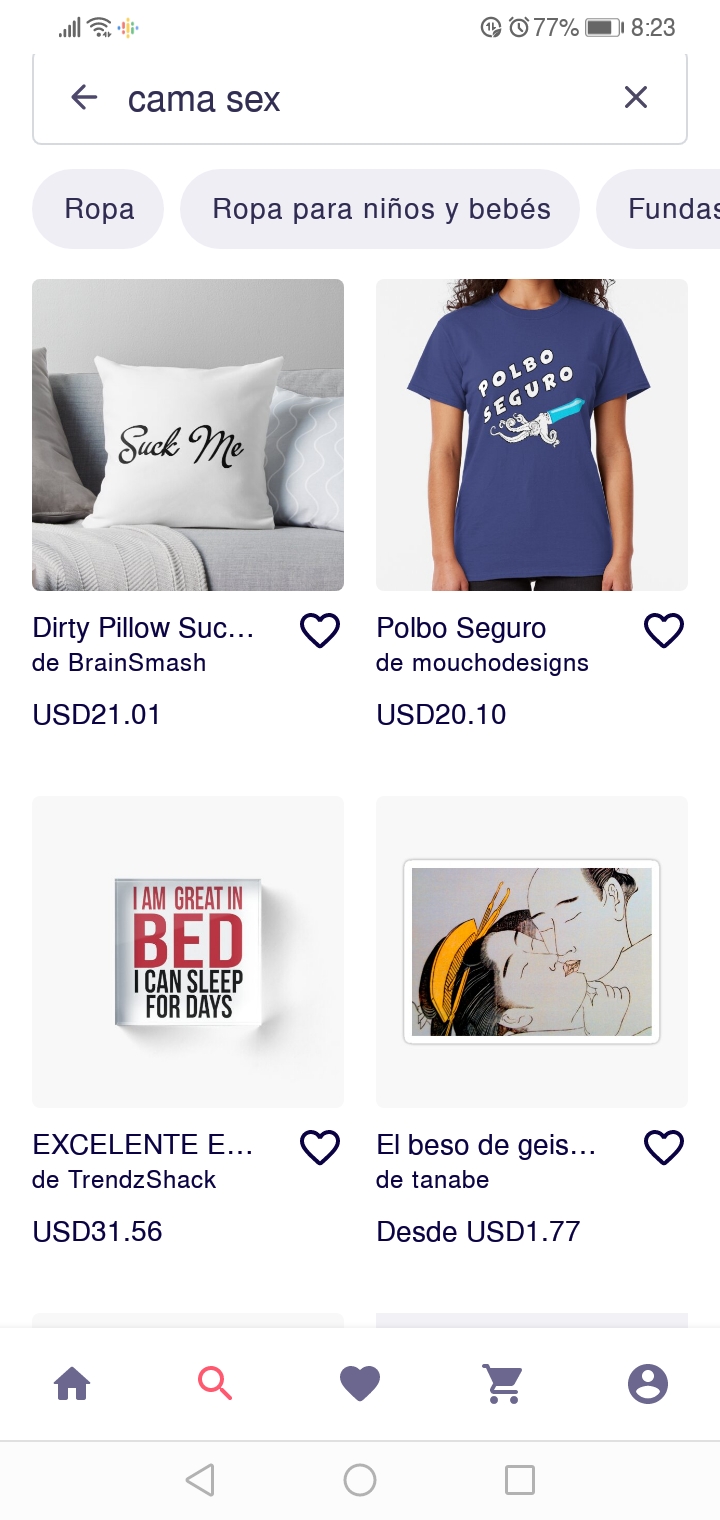 77% 8:23
cama sex
Ropa
Ropa para niños y bebés
Fundas
Suck Me
POLBO
SEGURO
Dirty Pillow Suc...
de BrainSmash
USD21.01
Polbo Seguro
de mouchodesigns
USD20.10
I AM GREAT IN
BED
I CAN SLEEP
FOR DAYS
EXCELENTE E...
de TrendzShack
USD31.56
El beso de geis...
de tanabe
Desde USD1.77